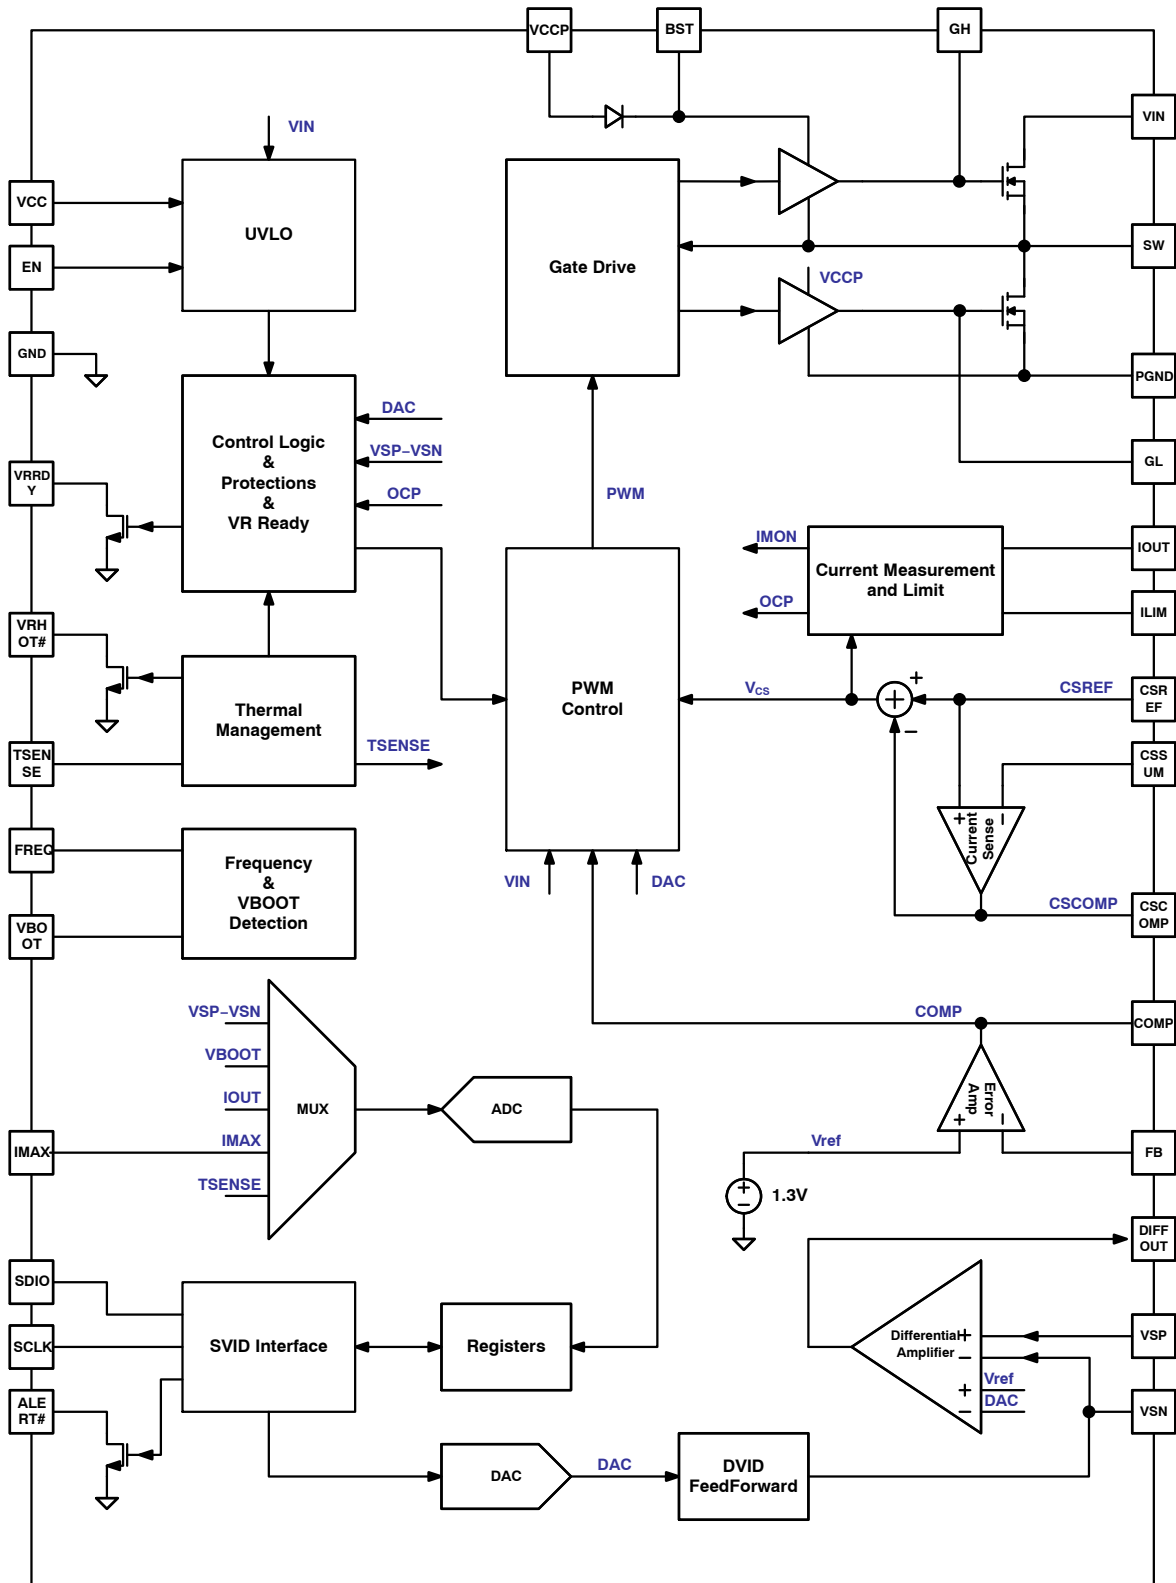 VCCP
BST
GH
VIN
VIN
VCC
UVLO
EN
SW
Gate Drive
VCCP
GND
PGND
DAC
Control Logic
&
Protections
&
VR Ready
VSP–VSN
OCP
GL
VRRD
Y
PWM
IMON
IOUT
Current Measurement
and Limit
OCP
ILIM
VRH
OT#
+
PWM
Control
VCS
+
CSREF
CSR
EF
Thermal
Management
−
TSENSE
TSEN
SE
CSS
UM
+ −
Current
Sense
FREQ
Frequency
&
VBOOT
Detection
VIN
DAC
CSCOMP
CSC
OMP
VBO
OT
VSP–VSN
COMP
COMP
VBOOT
IOUT
MUX
ADC
Error
Amp
+ −
IMAX
IMAX
Vref
FB
TSENSE
+
−
1.3V
DIFF
OUT
SDIO
SCLK
SVID Interface
Registers
Differential
Amplifier
+
−
VSP
Vref
+
DAC
−
VSN
ALE
RT#
DAC
DAC
DVID
FeedForward